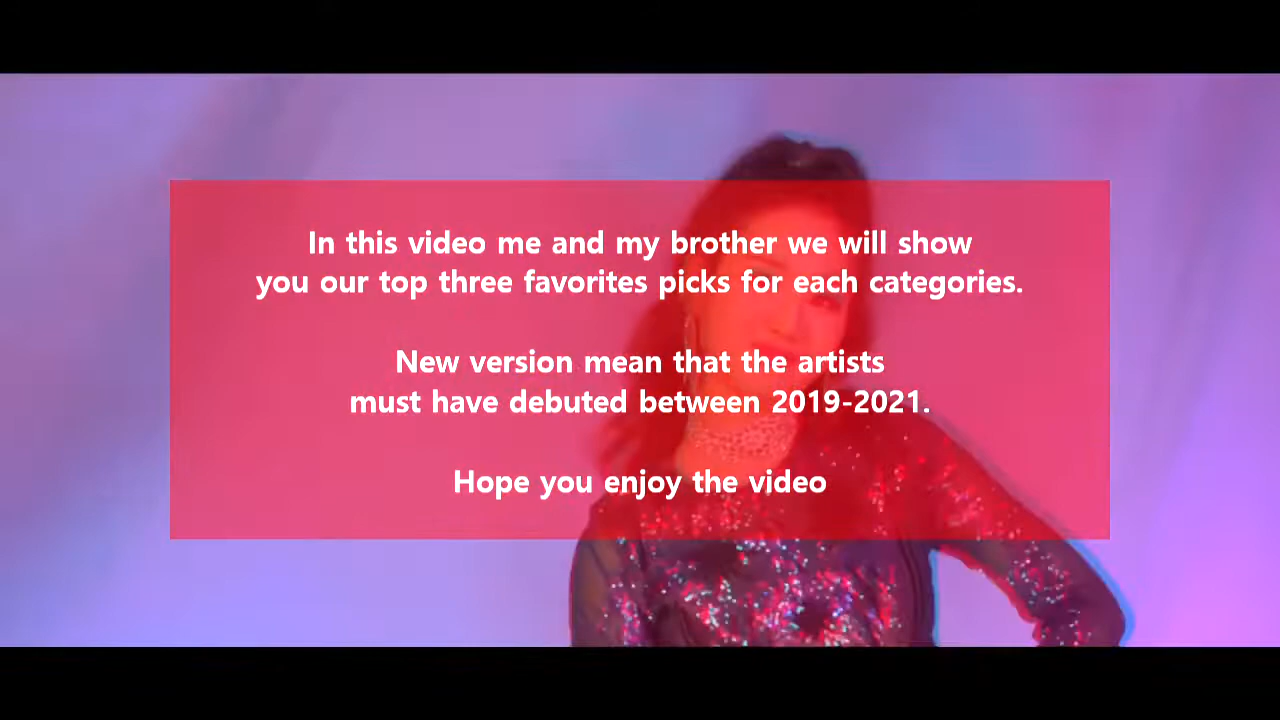 In this video me and my brother we will show
you our top three favorites picks for each categories.
New version mean that the artists
must have debuted between 2019-2021.
Hope you enjoy the video